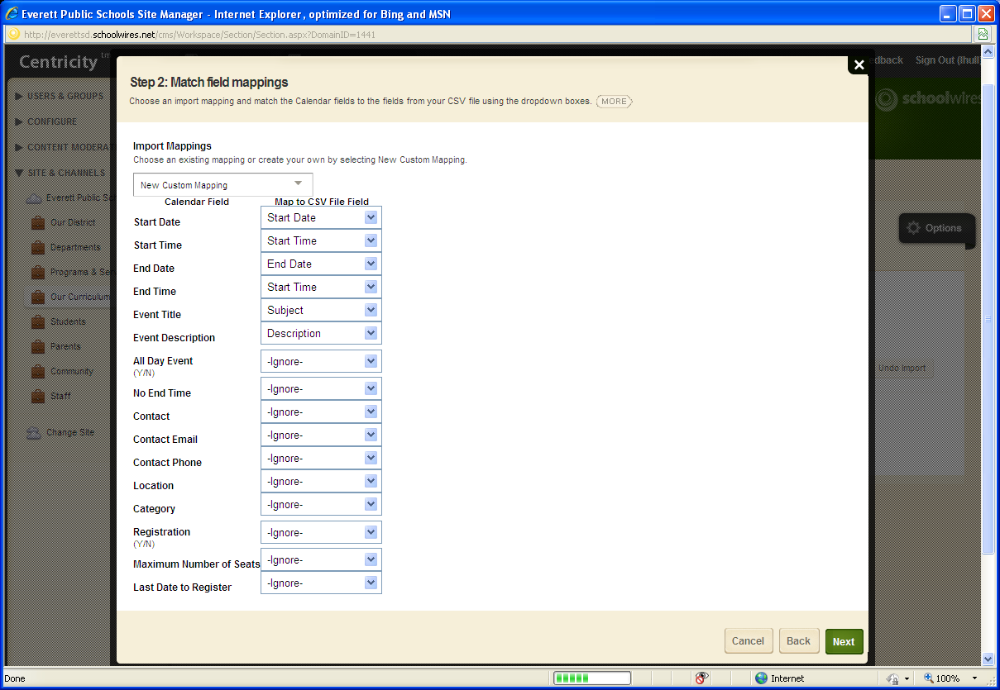 Everett Public Schools Site Manager - Internet Explorer, optimized for Bing and MSN
http://everettsd.schoolwires.net/cms/Workspace/Section/Section.aspx?DomainID=1441
Centricity tm
dback Sign Out (lhull
schoolwires
USERS & GROUPS
CONFIGURE
CONTENT MODERA
SITE & CHANNELS
Everett Public Sc
Our District
Departments
Programs & Se
Our Curriculum
Students
Parents
Community
Staff
Change Site
Options
Undo Import
Step 2: Match field mappings
Choose an import mapping and match the Calendar fields to the fields from your CSV file using the dropdown boxes. MORE
Import Mappings
Choose an existing mapping or create your own by selecting New Custom Mapping.
New Custom Mapping
Calendar Field Map to CSV File Field
Start Date Start Date
Start Time Start Time
End Date End Date
End Time Start Time
Event Title Subject
Event Description Description
All Day Event -Ignore-
(Y/N)
No End Time -Ignore-
Contact -Ignore-
Contact Email -Ignore-
Contact Phone -Ignore-
Location -Ignore-
Category -Ignore-
Registration -Ignore-
(Y/N)
Maximum Number of Seats -Ignore-
Last Date to Register -Ignore-
Cancel Back Next
Done Internet 100%